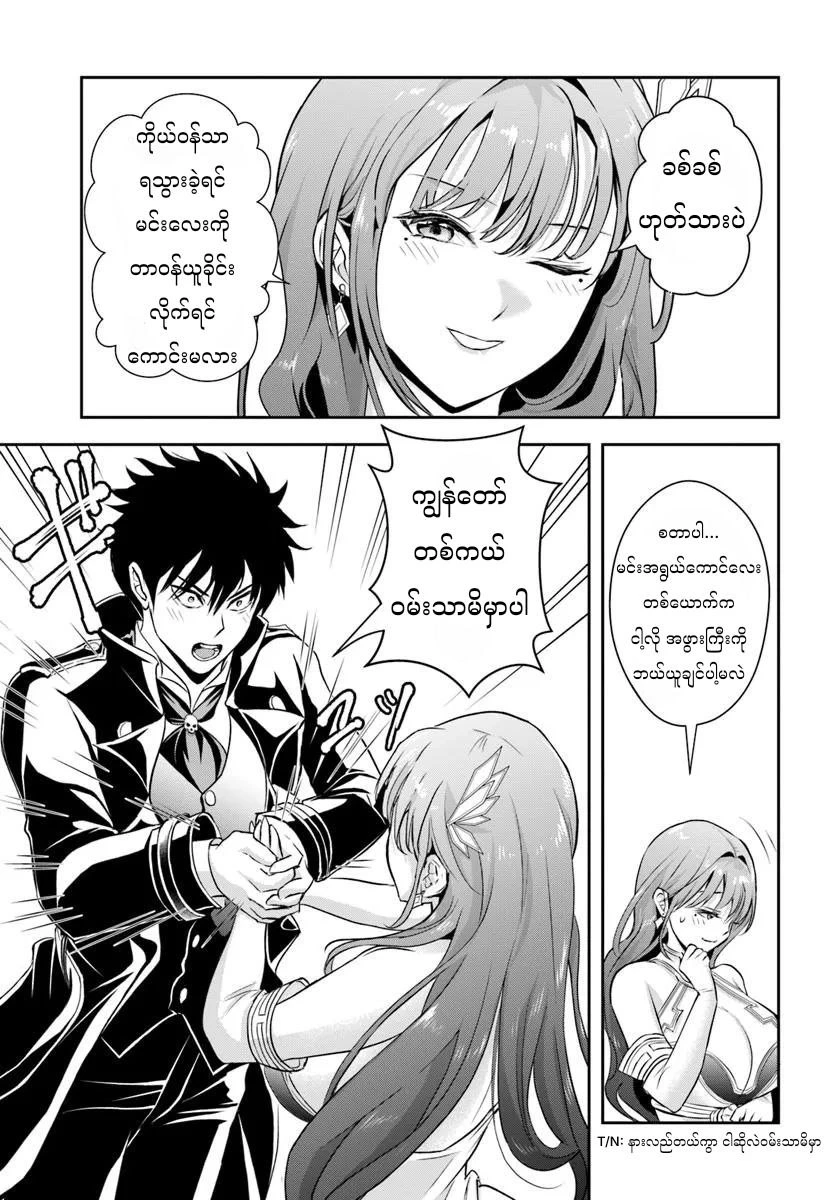 ခစ်ခစ်
ဟုတ်သားပဲ
ကိုယ်ဝန်သာ
ရသွားခဲ့ရင်
မင်းလေးကို
တာဝန်ယူခိုင်း
လိုက်ရင်
ကောင်းမလား
စတာပါ...
မင်းအရွယ်ကောင်လေး
တစ်ယောက်က
ငါ့လို အဖွားကြီးကို
ဘယ်ယူချင်ပါ့မလဲ
T/N: နားလည်တယ်ကွာ ငါဆိုလဲဝမ်းသာမိမှာ
ကျွန်တော်
တစ်ကယ်
ဝမ်းသာမိမှာပါ
ギュッ